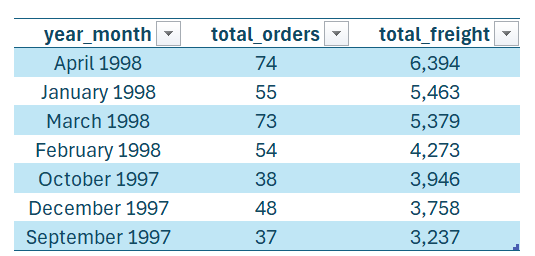 year_month total_orders total_freight
April 1998 74 6,394
January 1998 55 5,463
March 1998 73 5,379
February 1998 54 4,273
October 1997 38 3,946
December 1997 48 3,758
September 1997 37 3,237